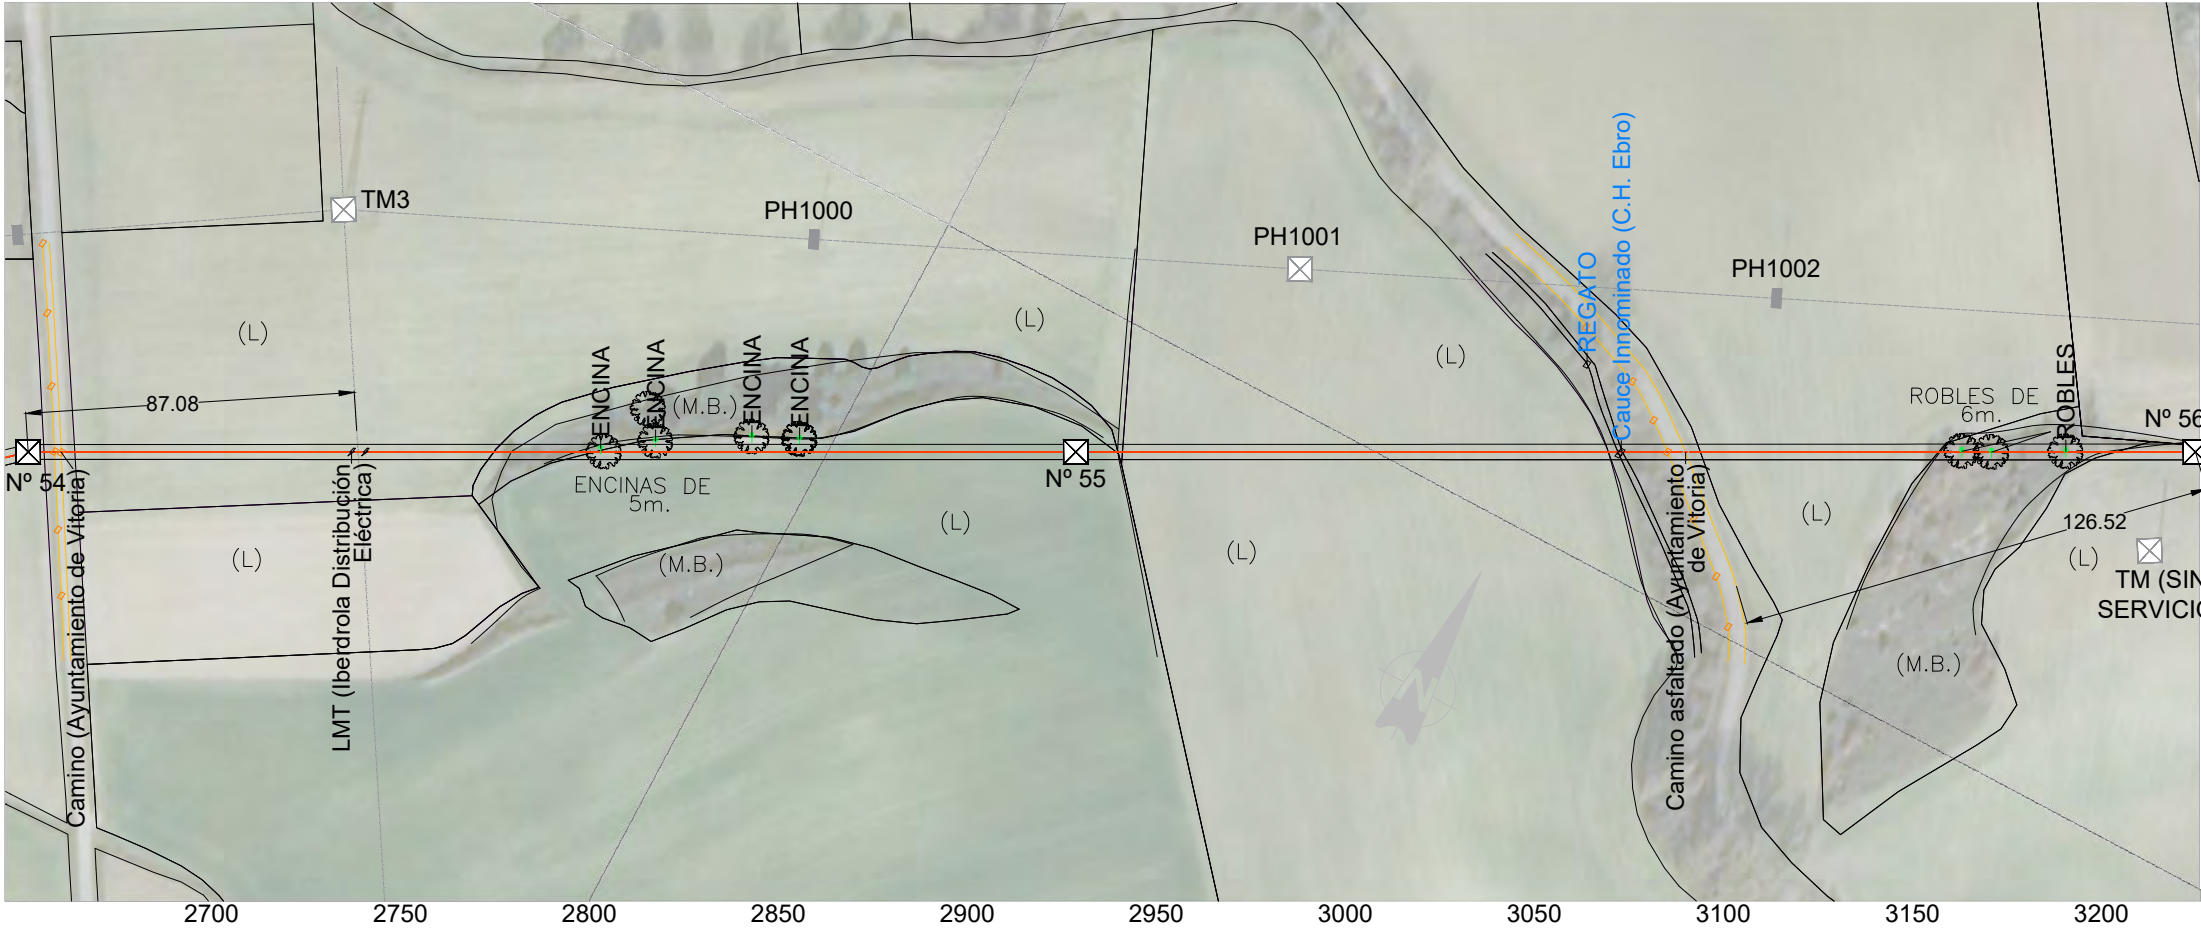 TM3
PH1000
PH1001
PH1002
REGATO
Cauce Innominado (C.H. Ebro)
(L)
(L)
(L)
87.08
ENCINA
ENCINA
ENCINA
ENCINA
(M.B.)
ROBLES DE
6m.
ROBLES
Nº 56
Nº 54
Nº 55
ENCINAS DE
5m.
Camino (Ayuntamiento de Vitoria)
LMT (Iberdrola Distribución
Eléctrica)
(L)
(M.B.)
(L)
(L)
Camino asfaltado (Ayuntamiento
de Vitoria)
(L)
126.52
(L)
TM (SIN
SERVICIO
(M.B.)
2700 2750 2800 2850 2900 2950 3000 3050 3100 3150 3200